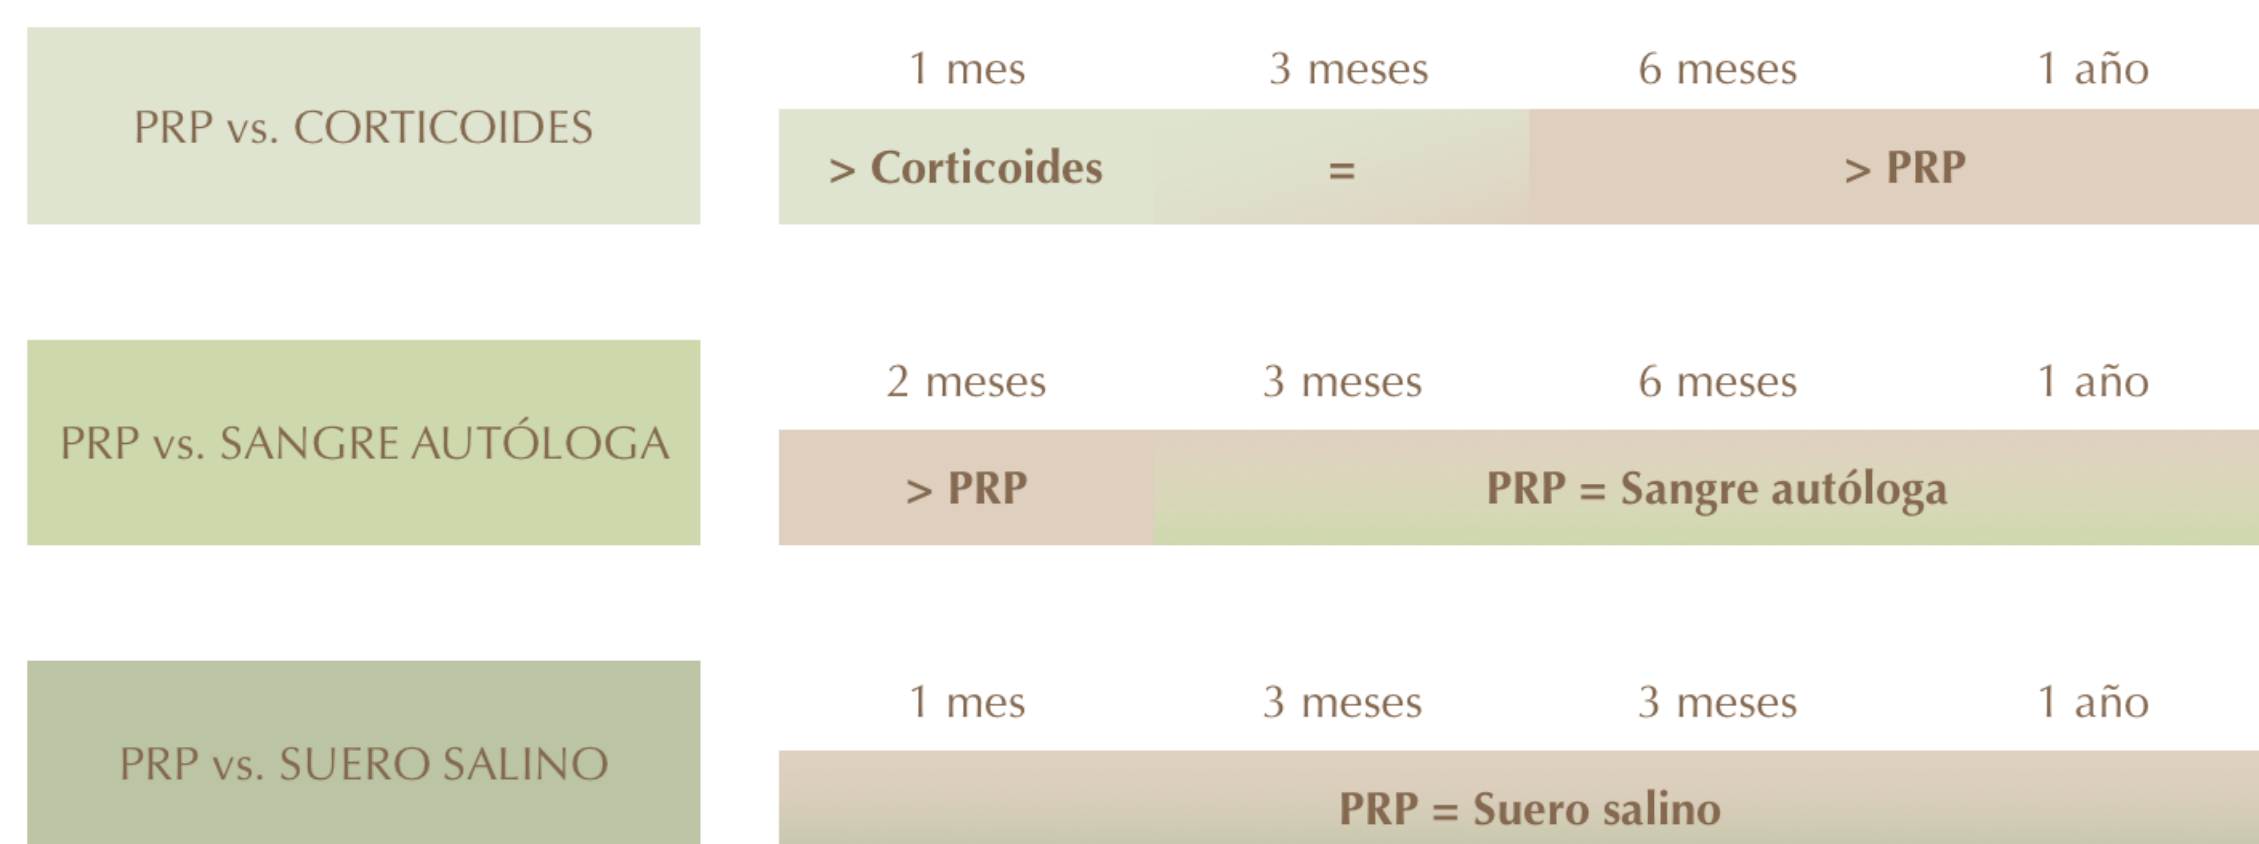 PRP vs. CORTICOIDES
1 mes 3 meses 6 meses 1 año
> Corticoides = > PRP
PRP vs. SANGRE AUTÓLOGA
2 meses 3 meses 6 meses 1 año
> PRP PRP = Sangre autóloga
PRP vs. SUERO SALINO
1 mes 3 meses 3 meses 1 año
PRP = Suero salino